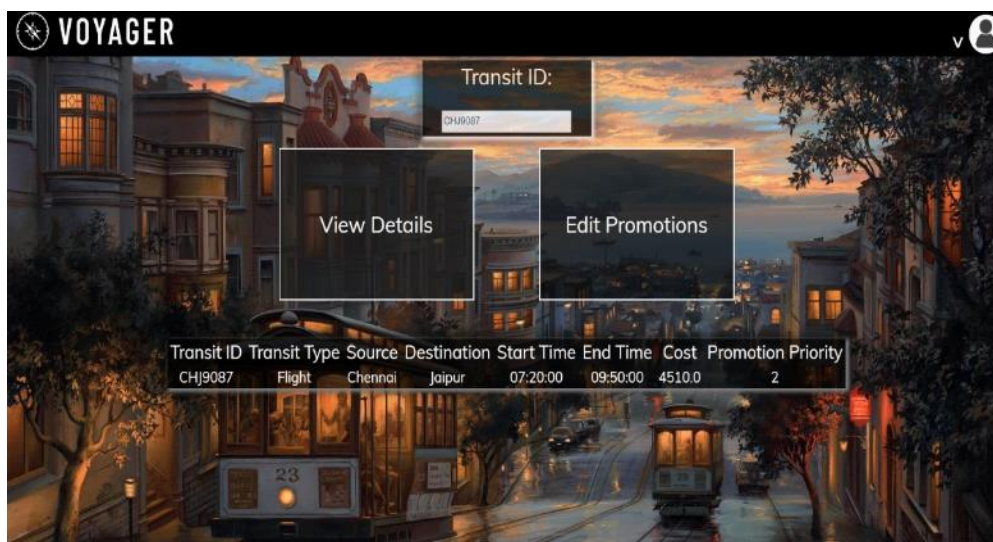 VOYAGER
v
Transit ID:
CHJ9087
View Details
Edit Promotions
Transit ID Transit Type Source Destination Start Time End Time Cost Promotion Priority
CHJ9087 Flight Chennai Jaipur 07:20:00 09:50:00 4510.0 2
23